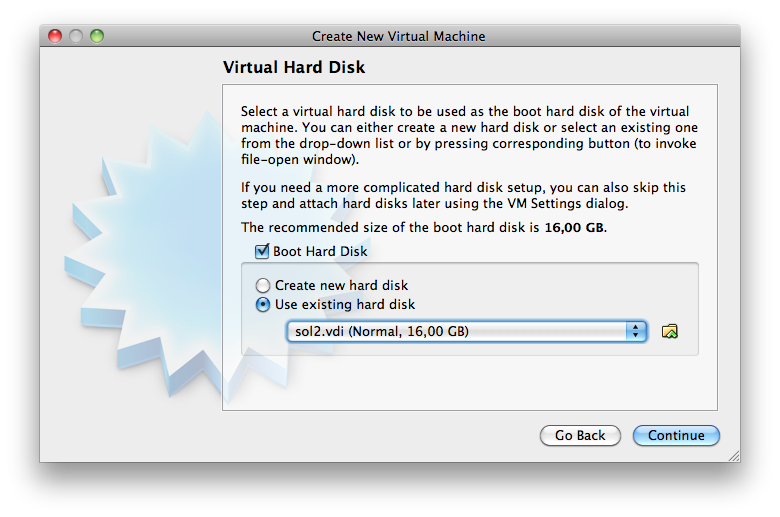 Create New Virtual Machine
Virtual Hard Disk
Select a virtual hard disk to be used as the boot hard disk of the virtual
machine. You can either create a new hard disk or select an existing one
from the drop-down list or by pressing corresponding button (to invoke
file-open window).
If you need a more complicated hard disk setup, you can also skip this
step and attach hard disks later using the VM Settings dialog.
The recommended size of the boot hard disk is 16,00 GB.
Boot Hard Disk
Create new hard disk
Use existing hard disk
sol2.vdi (Normal, 16,00 GB)
Go Back
Continue